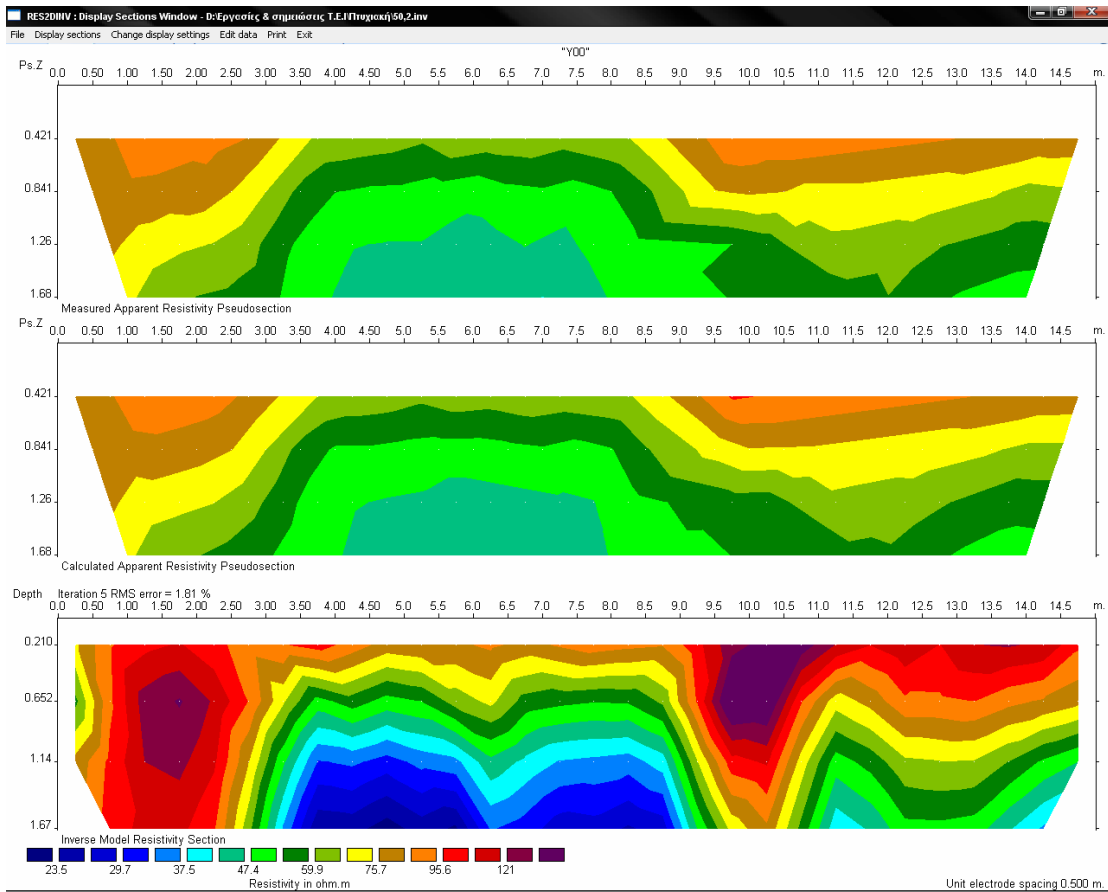 RES2DINV : Display Sections Window - D:\Εργασίες & σημειώσεις Τ.Ε.Ι\Πτυχιακή\50,2.inv
File Display sections Change display settings Edit data Print Exit
"Y00"
Ps.Z 0.0 0.50 1.00 1.50 2.00 2.50 3.00 3.50 4.00 4.50 5.0 5.5 6.0 6.5 7.0 7.5 8.0 8.5 9.0 9.5 10.0 10.5 11.0 11.5 12.0 12.5 13.0 13.5 14.0 14.5 m.
0.421
0.841
1.26
1.68
Measured Apparent Resistivity Pseudosection
Ps.Z 0.0 0.50 1.00 1.50 2.00 2.50 3.00 3.50 4.00 4.50 5.0 5.5 6.0 6.5 7.0 7.5 8.0 8.5 9.0 9.5 10.0 10.5 11.0 11.5 12.0 12.5 13.0 13.5 14.0 14.5 m.
0.421
0.841
1.26
1.68
Calculated Apparent Resistivity Pseudosection
Depth Iteration 5 RMS error = 1.81 %
0.0 0.50 1.00 1.50 2.00 2.50 3.00 3.50 4.00 4.50 5.0 5.5 6.0 6.5 7.0 7.5 8.0 8.5 9.0 9.5 10.0 10.5 11.0 11.5 12.0 12.5 13.0 13.5 14.0 14.5 m.
0.210
0.652
1.14
1.67
Inverse Model Resistivity Section
23.5 29.7 37.5 47.4 59.9 75.7 95.6 121
Resistivity in ohm.m
Unit electrode spacing 0.500 m.